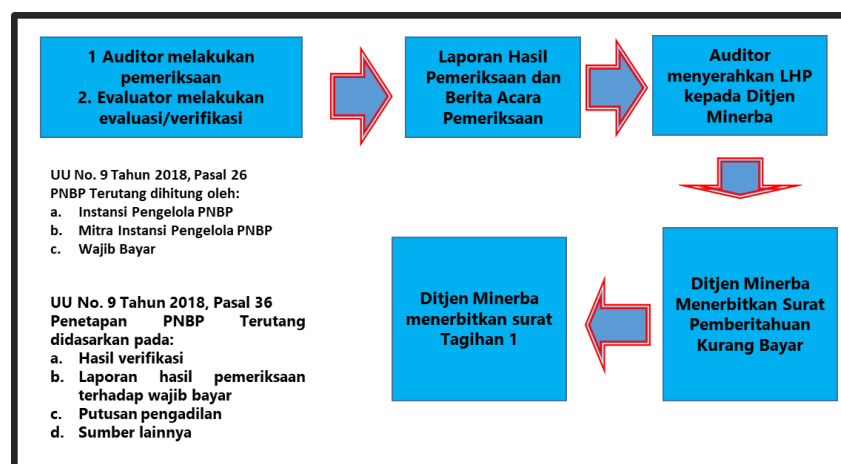 1 Auditor melakukan
pemeriksaan
2. Evaluator melakukan
evaluasi/verifikasi
Laporan Hasil
Pemeriksaan dan
Berita Acara
Pemeriksaan
Auditor
menyerahkan LHP
kepada Ditjen
Minerba
Ditjen Minerba
Menerbitkan Surat
Pemberitahuan
Kurang Bayar
Ditjen Minerba
menerbitkan surat
Tagihan 1
UU No. 9 Tahun 2018, Pasal 26
PNBP Terutang dihitung oleh:
a. Instansi Pengelola PNBP
b. Mitra Instansi Pengelola PNBP
c. Wajib Bayar
UU No. 9 Tahun 2018, Pasal 36
Penetapan PNBP Terutang
didasarkan pada:
a. Hasil verifikasi
b. Laporan hasil pemeriksaan
terhadap wajib bayar
c. Putusan pengadilan
d. Sumber lainnya